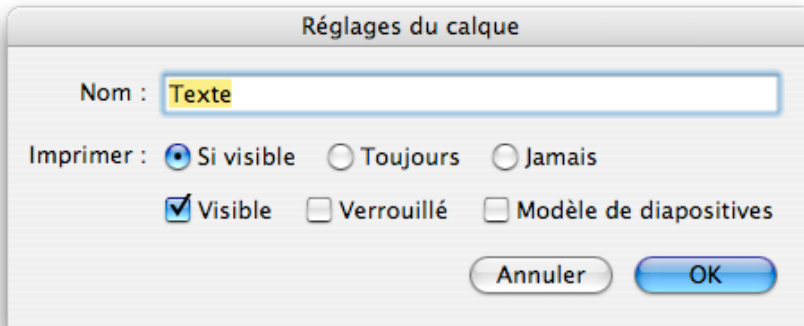 Réglages du calque
Nom : Texte
Imprimer : Si visible Toujours Jamais
Visible Verrouillé Modèle de diapositives
Annuler OK